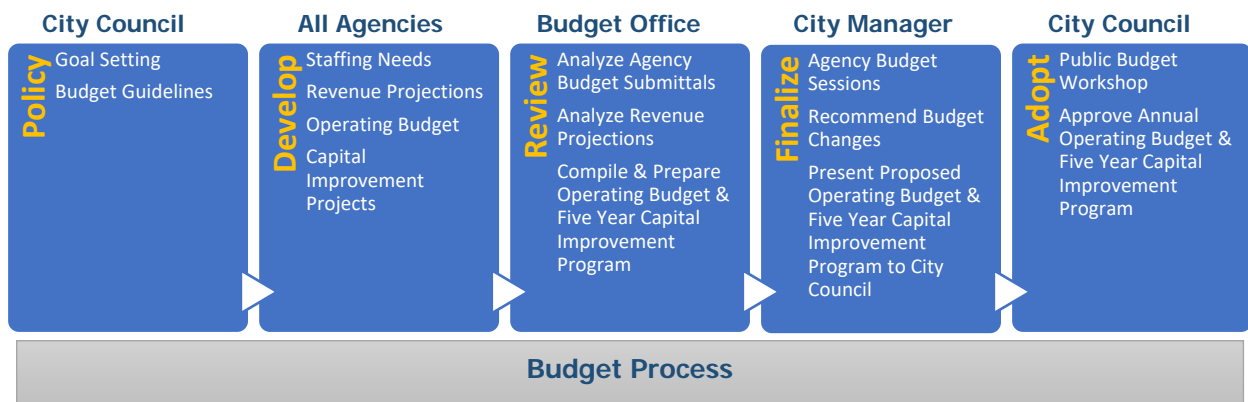 City Council
Policy
Goal Setting
Budget Guidelines
All Agencies
Develop
Staffing Needs
Revenue Projections
Operating Budget
Capital
Improvement
Projects
Budget Office
Review
Analyze Agency
Budget Submittals
Analyze Revenue
Projections
Compile & Prepare
Operating Budget &
Five Year Capital
Improvement
Program
City Manager
Finalize
Agency Budget
Sessions
Recommend Budget
Changes
Present Proposed
Operating Budget &
Five Year Capital
Improvement
Program to City
Council
City Council
Adopt
Public Budget
Workshop
Approve Annual
Operating Budget &
Five Year Capital
Improvement
Program
Budget Process